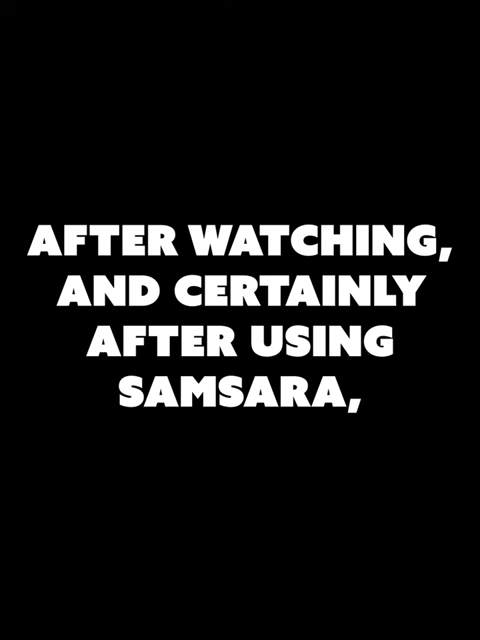 AFTER WATCHING,
AND CERTAINLY
AFTER USING
SAMSARA,